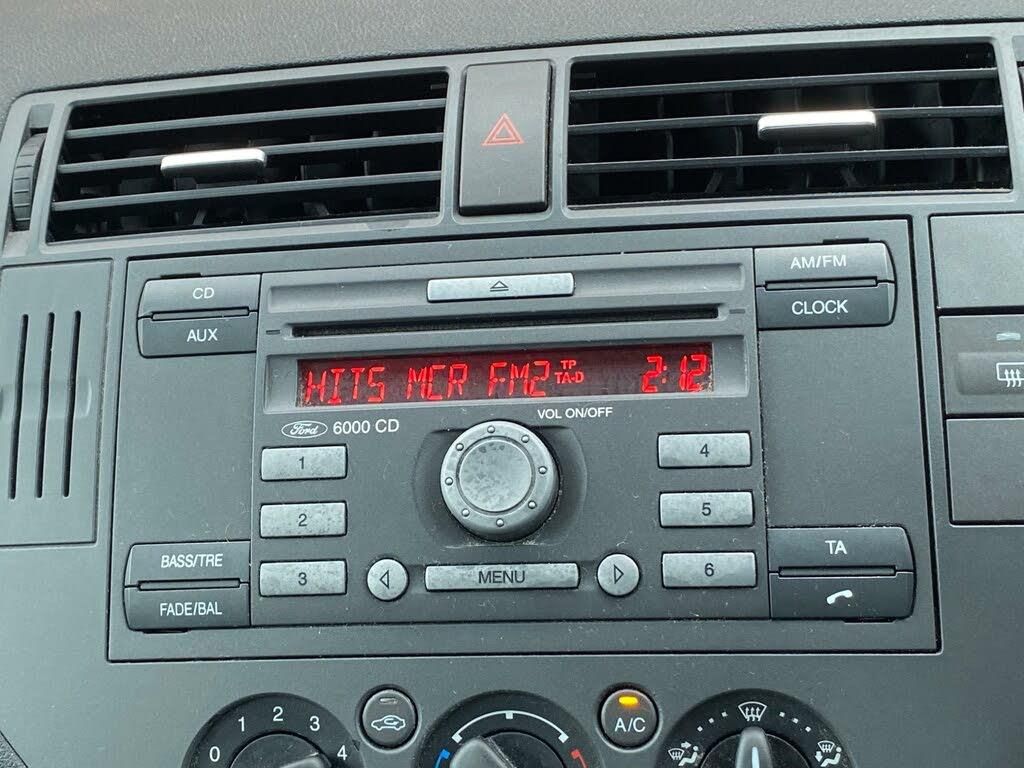 CD
AUX
AM/FM
CLOCK
HITS MCR FM2 TP TA-D 2:12
Ford 6000 CD
VOL ON/OFF
1
2
3
4
5
6
MENU
BASS/TRE
FADE/BAL
TA
0 1 2 3 4
A/C